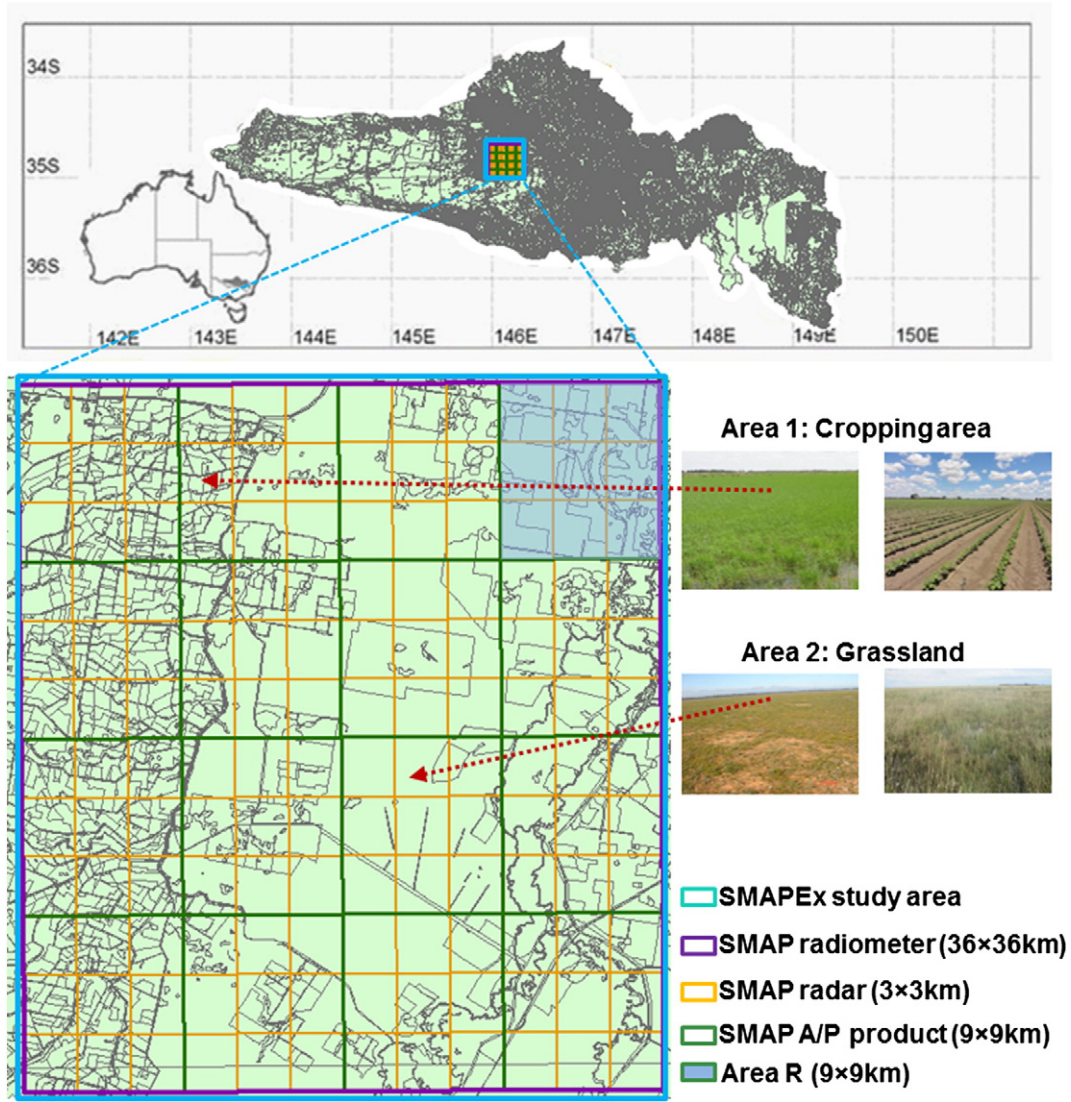 34S
35S
36S
142E 143E 144E 145E 146E 147E 148E 149E 150E
Area 1: Cropping area
Area 2: Grassland
SMAPEx study area
SMAP radiometer (36×36km)
SMAP radar (3×3km)
SMAP A/P product (9×9km)
Area R (9×9km)